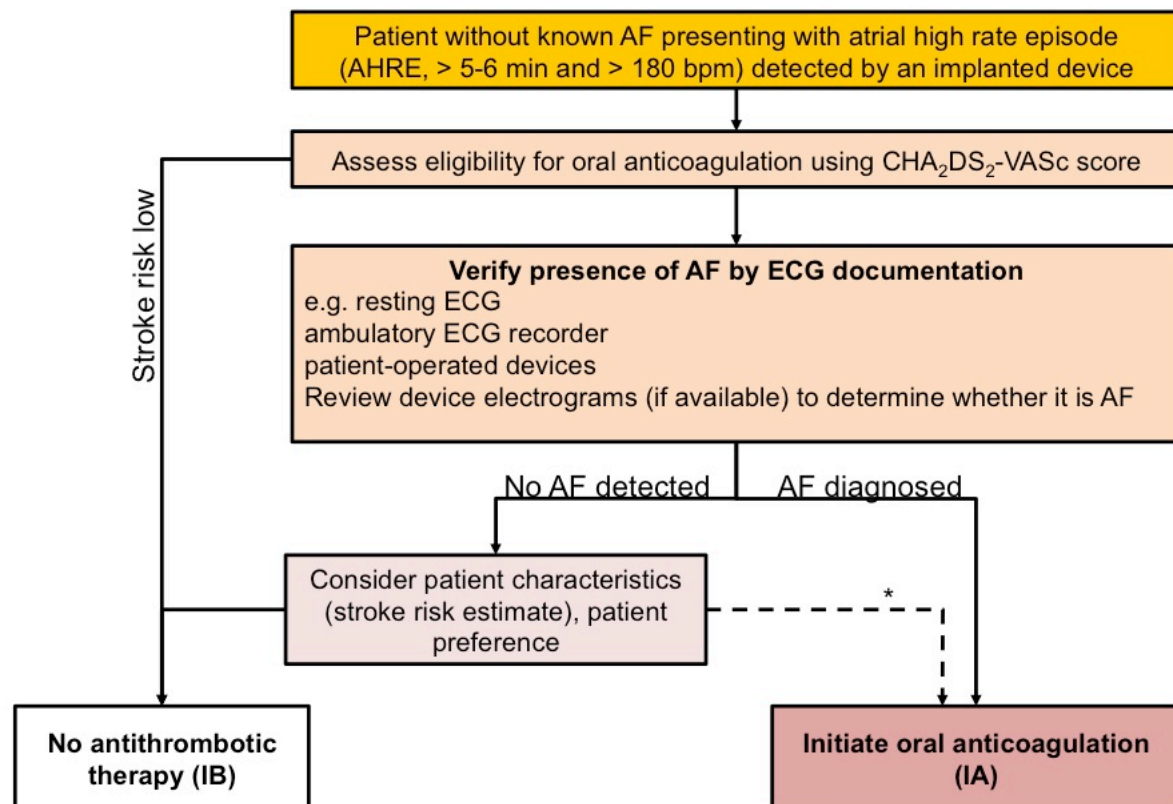 Patient without known AF presenting with atrial high rate episode
(AHRE, > 5-6 min and > 180 bpm) detected by an implanted device
Assess eligibility for oral anticoagulation using CHA₂DS₂-VASc score
Stroke risk low
Verify presence of AF by ECG documentation
e.g. resting ECG
ambulatory ECG recorder
patient-operated devices
Review device electrograms (if available) to determine whether it is AF
No AF detected
AF diagnosed
Consider patient characteristics
(stroke risk estimate), patient
preference
*
No antithrombotic
therapy (IB)
Initiate oral anticoagulation
(IA)